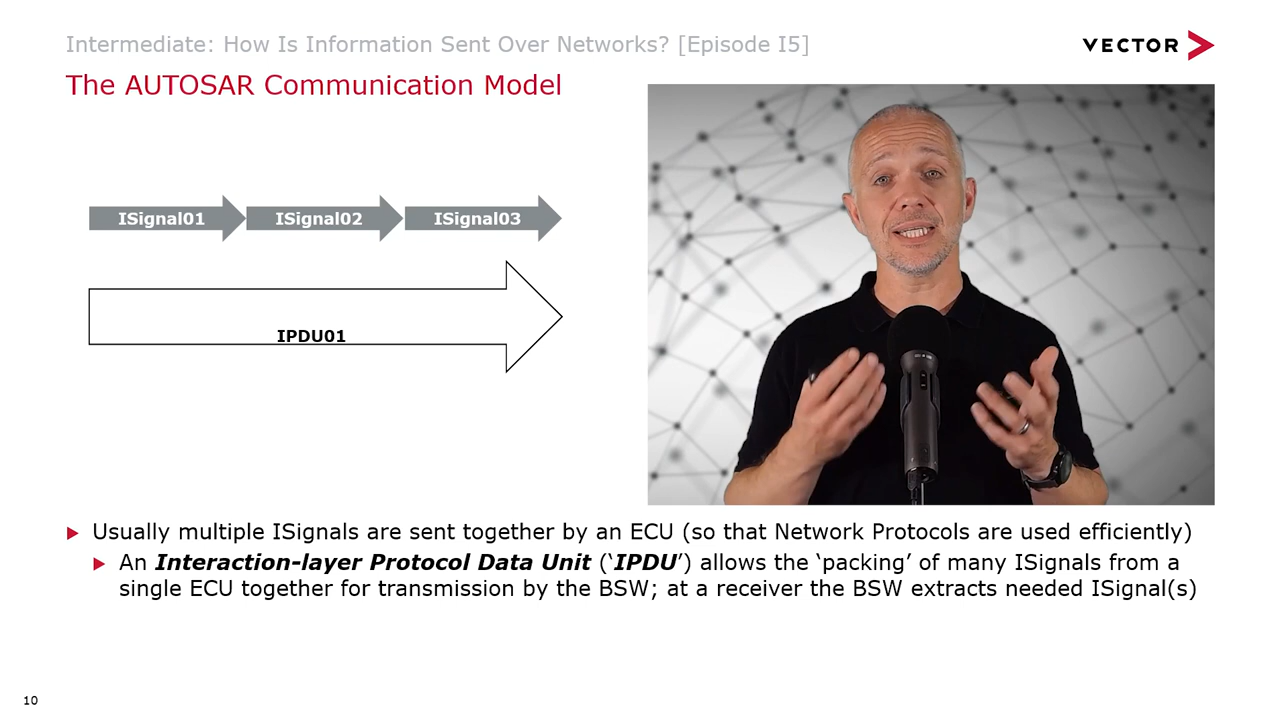 Intermediate: How Is Information Sent Over Networks? [Episode I5]
VECTOR
The AUTOSAR Communication Model
ISignal01 ISignal02 ISignal03
IPDU01
Usually multiple ISignals are sent together by an ECU (so that Network Protocols are used efficiently)
An Interaction-layer Protocol Data Unit (‘IPDU’) allows the ‘packing’ of many ISignals from a
single ECU together for transmission by the BSW; at a receiver the BSW extracts needed ISignal(s)
10